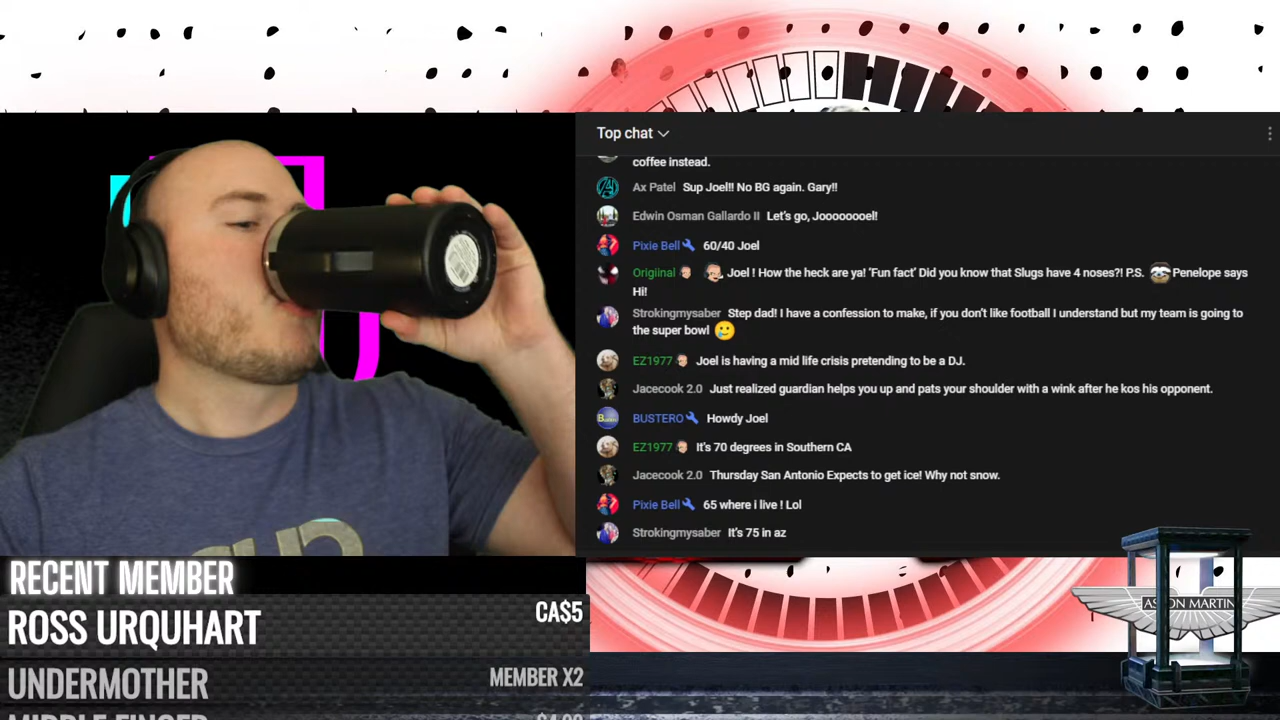 Top chat
coffee instead.
Ax Patel Sup Joel!! No BG again. Gary!!
Edwin Osman Gallardo II Let's go, Joooooooel!
Pixie Bell 60/40 Joel
Origiinal Joel ! How the heck are ya! 'Fun fact' Did you know that Slugs have 4 noses?! P.S. Penelope says
Hi!
Strokingmysaber Step dad! I have a confession to make, if you don't like football I understand but my team is going to
the super bowl
EZ1977 Joel is having a mid life crisis pretending to be a DJ.
Jacecook 2.0 Just realized guardian helps you up and pats your shoulder with a wink after he kos his opponent.
BUSTERO Howdy Joel
EZ1977 It's 70 degrees in Southern CA
Jacecook 2.0 Thursday San Antonio Expects to get ice! Why not snow.
Pixie Bell 65 where i live ! Lol
Strokingmysaber It's 75 in az
RECENT MEMBER
ROSS URQUHART CA$5
UNDERMOTHER MEMBER X2
MIDDLE FINGER
ASTON MARTIN